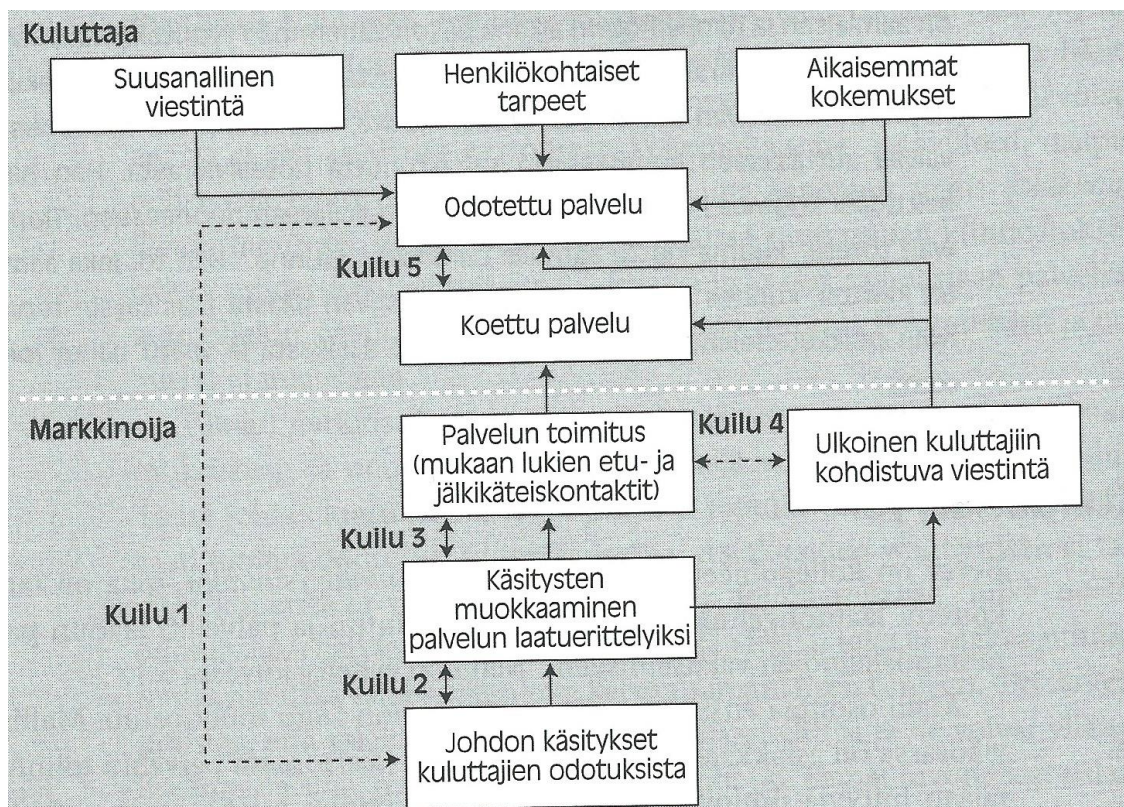 Kuluttaja
Suusanallinen
viestintä
Henkilökohtaiset
tarpeet
Aikaisemmat
kokemukset
Odotettu palvelu
Kuilu 5
Koettu palvelu
Markkinoija
Palvelun toimitus
(mukaan lukien etu- ja
jälkikäteiskontaktit)
Kuilu 4
Ulkoinen kuluttajiin
kohdistuva viestintä
Kuilu 3
Kuilu 1
Käsitysten
muokkaaminen
palvelun laatuerittelyiksi
Kuilu 2
Johdon käsitykset
kuluttajien odotuksista